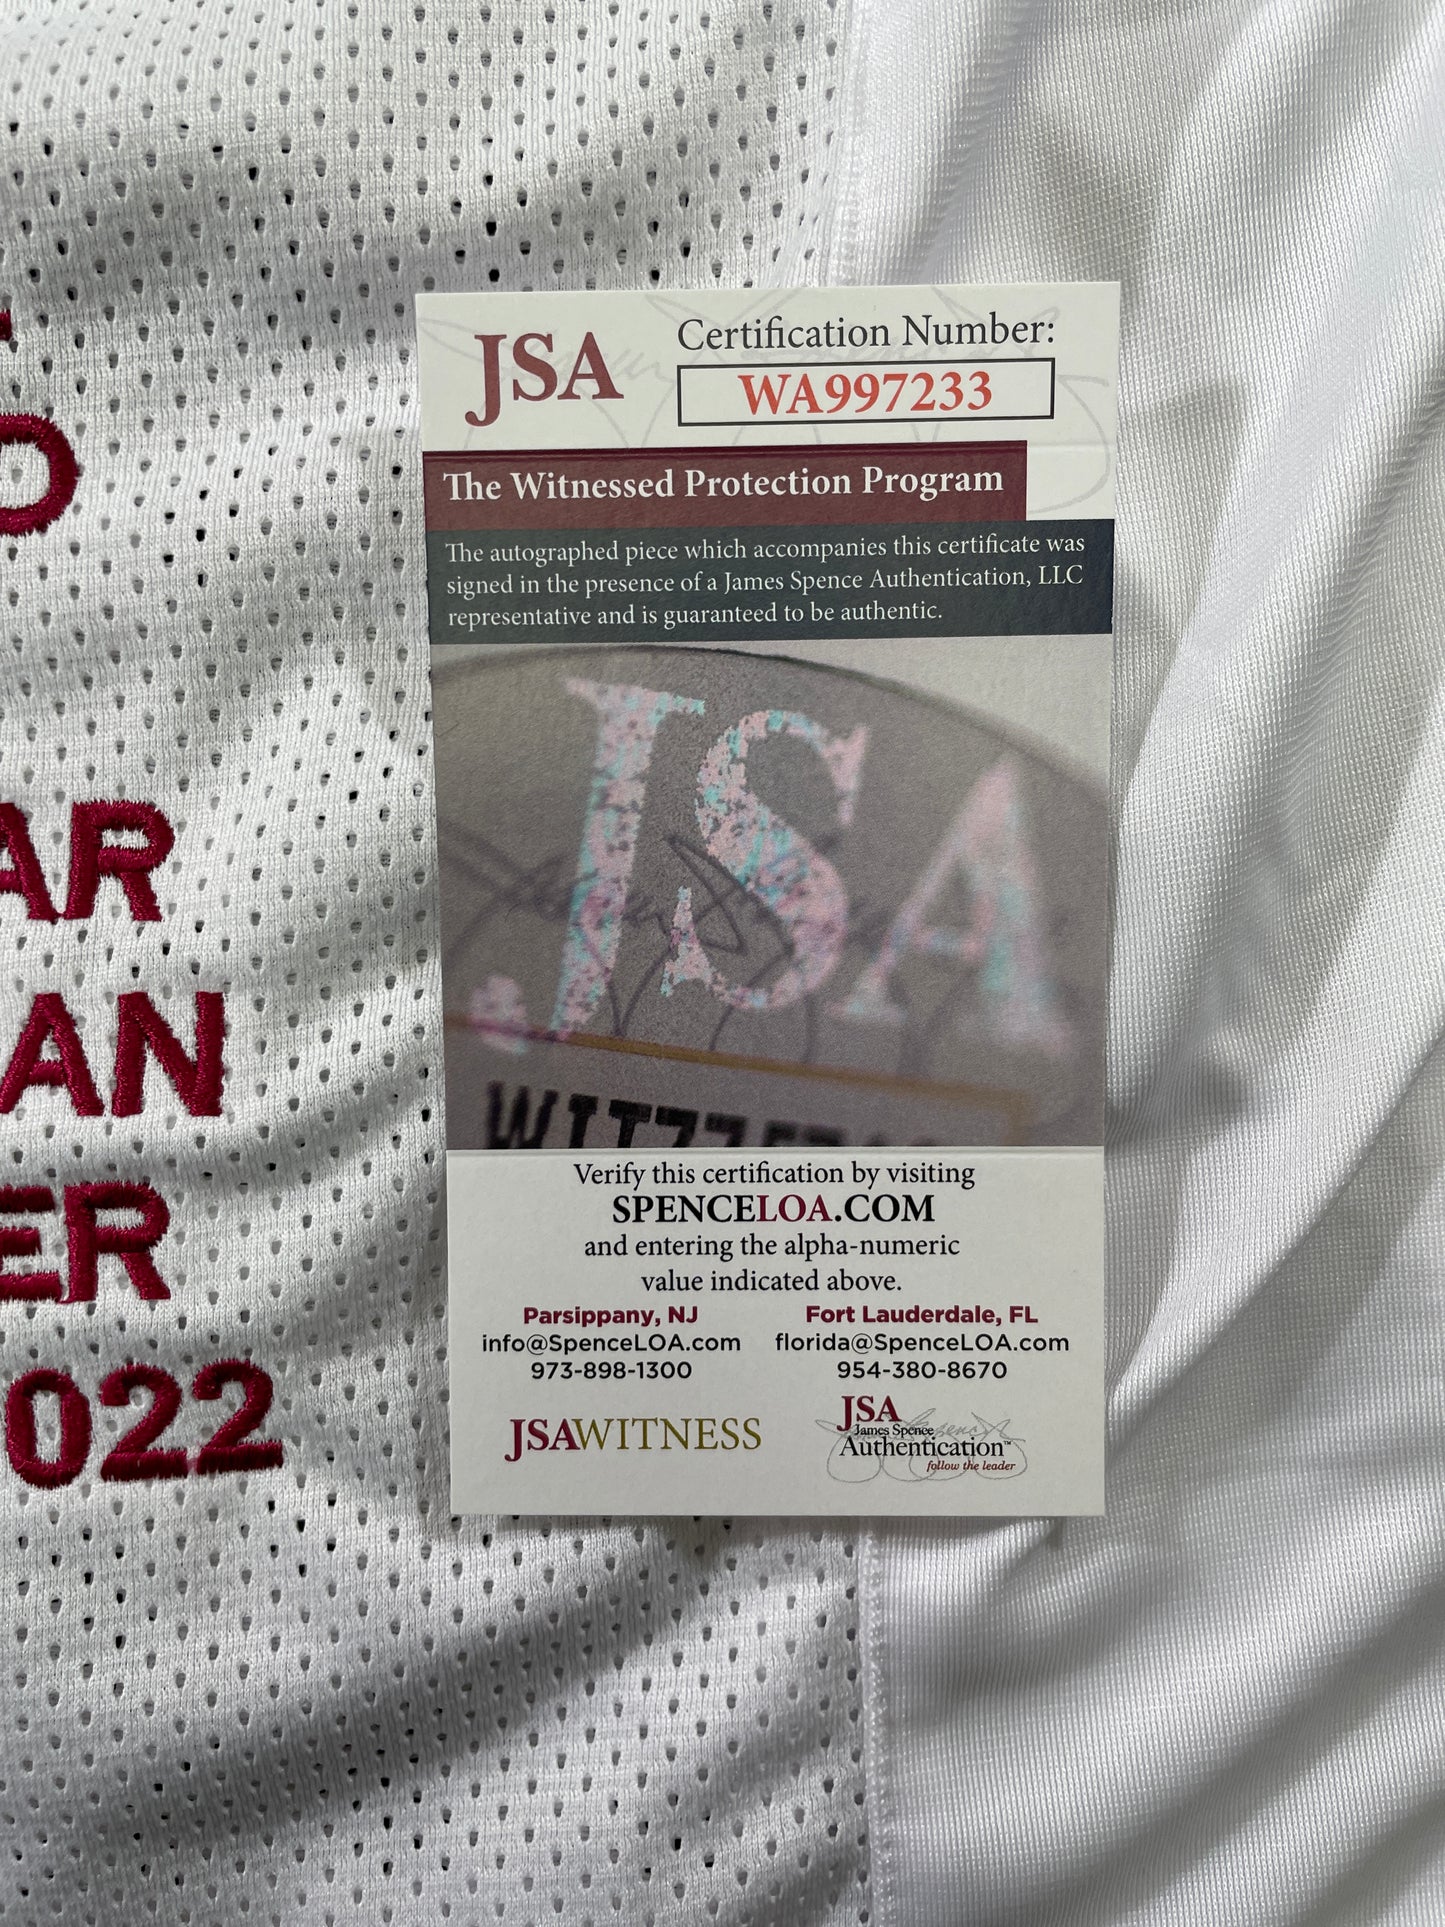 JSA
Certification Number:
WA997233
The Witnessed Protection Program
The autographed piece which accompanies this certificate was
signed in the presence of a James Spence Authentication, LLC
representative and is guaranteed to be authentic.
JSA
Verify this certification by visiting
SPENCELOA.COM
and entering the alpha-numeric
value indicated above.
Parsippany, NJ
info@SpenceLOA.com
973-898-1300
Fort Lauderdale, FL
florida@SpenceLOA.com
954-380-8670
JSAWITNESS
JSA
James Spence
Authentication™
follow the leader
AR
AN
ER
022